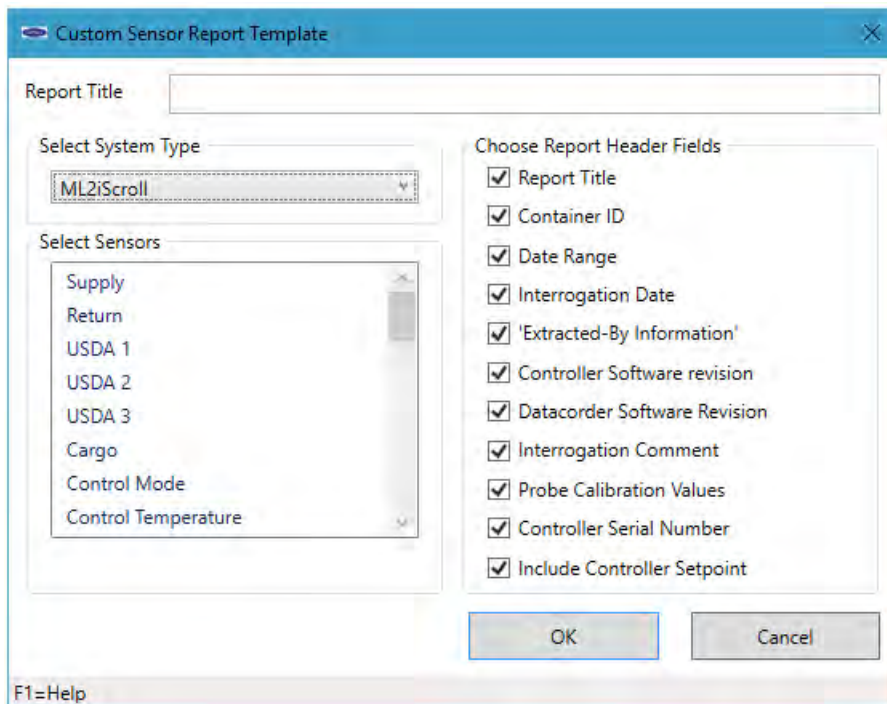 Custom Sensor Report Template
Report Title
Select System Type
ML2iScroll
Select Sensors
Supply
Return
USDA 1
USDA 2
USDA 3
Cargo
Control Mode
Control Temperature
Choose Report Header Fields
Report Title
Container ID
Date Range
Interrogation Date
'Extracted-By Information'
Controller Software revision
Datacorder Software Revision
Interrogation Comment
Probe Calibration Values
Controller Serial Number
Include Controller Setpoint
OK
Cancel
F1=Help